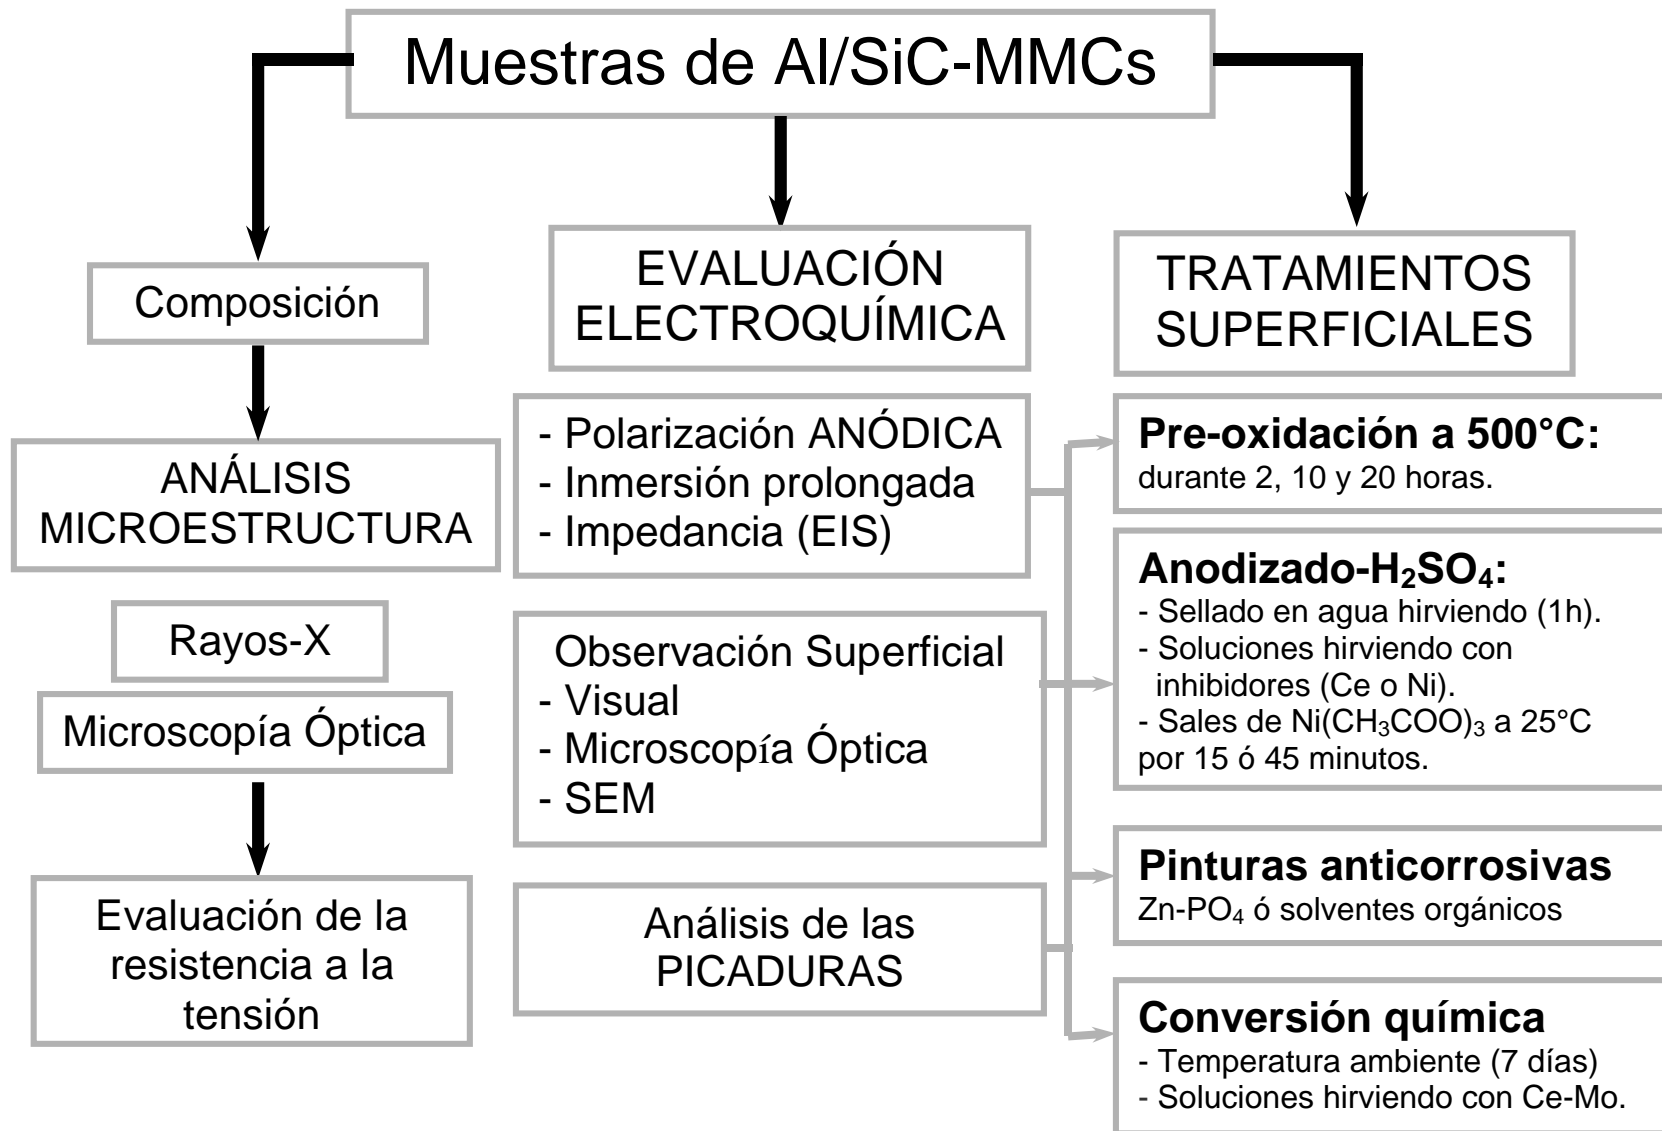 Muestras de Al/SiC-MMCs
Composición
ANÁLISIS
MICROESTRUCTURA
Rayos-X
Microscopía Óptica
Evaluación de la
resistencia a la
tensión
EVALUACIÓN
ELECTROQUÍMICA
- Polarización ANÓDICA
- Inmersión prolongada
- Impedancia (EIS)
Observación Superficial
- Visual
- Microscopía Óptica
- SEM
Análisis de las
PICADURAS
TRATAMIENTOS
SUPERFICIALES
Pre-oxidación a 500°C:
durante 2, 10 y 20 horas.
Anodizado-H₂SO₄:
- Sellado en agua hirviendo (1h).
- Soluciones hirviendo con
inhibidores (Ce o Ni).
- Sales de Ni(CH₃COO)₃ a 25°C
por 15 ó 45 minutos.
Pinturas anticorrosivas
Zn-PO₄ ó solventes orgánicos
Conversión química
- Temperatura ambiente (7 días)
- Soluciones hirviendo con Ce-Mo.